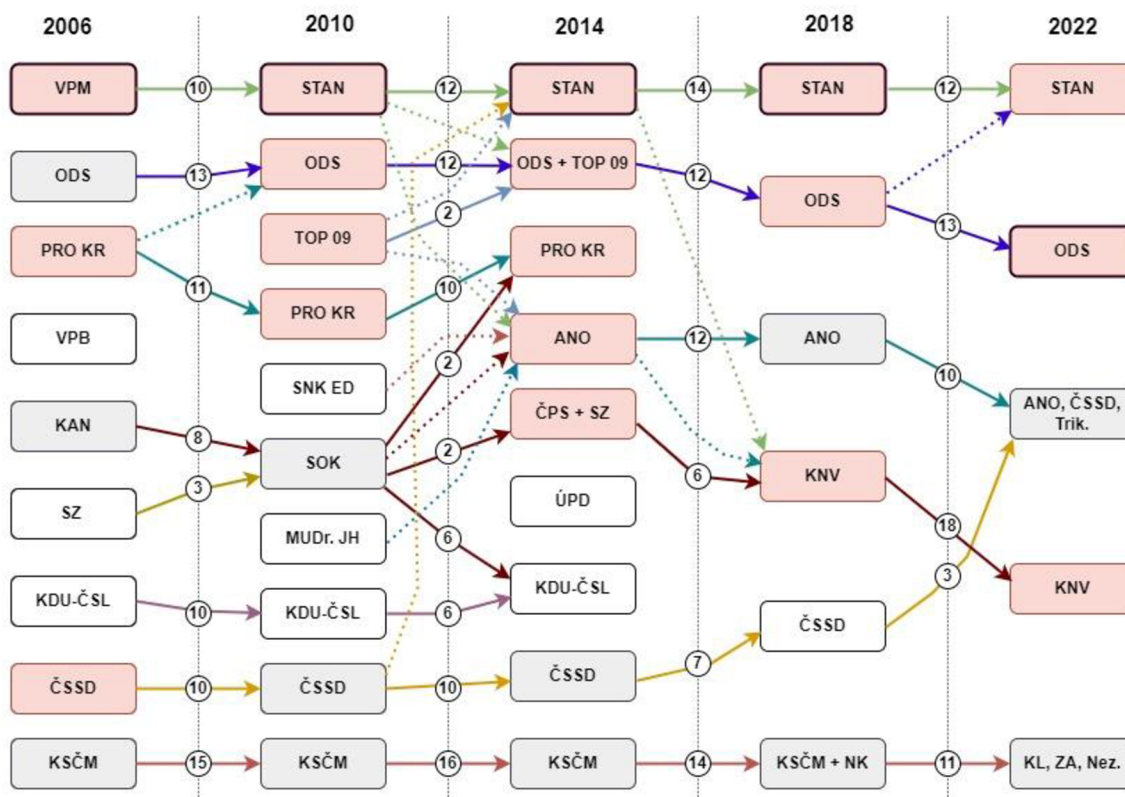 2006
2010
2014
2018
2022
VPM
10
STAN
12
STAN
14
STAN
12
STAN
ODS
13
ODS
12
ODS + TOP 09
12
ODS
13
ODS
PRO KR
11
TOP 09
2
PRO KR
10
PRO KR
VPB
SNK ED
2
ANO
12
ANO
10
ANO, ČSSD,
Trik.
KAN
8
SOK
2
ČPS + SZ
6
KNV
18
KNV
SZ
3
MUDr. JH
6
ÚPD
KDU-ČSL
10
KDU-ČSL
6
KDU-ČSL
ČSSD
3
ČSSD
10
ČSSD
10
ČSSD
7
KSČM
15
KSČM
16
KSČM
14
KSČM + NK
11
KL, ZA, Nez.